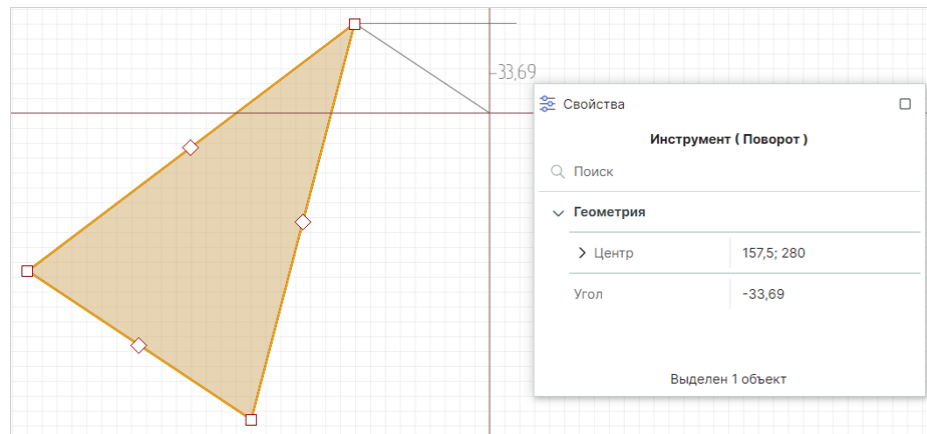 -33,69
Свойства
Инструмент ( Поворот )
Поиск
Геометрия
Центр 157,5; 280
Угол -33,69
Выделен 1 объект